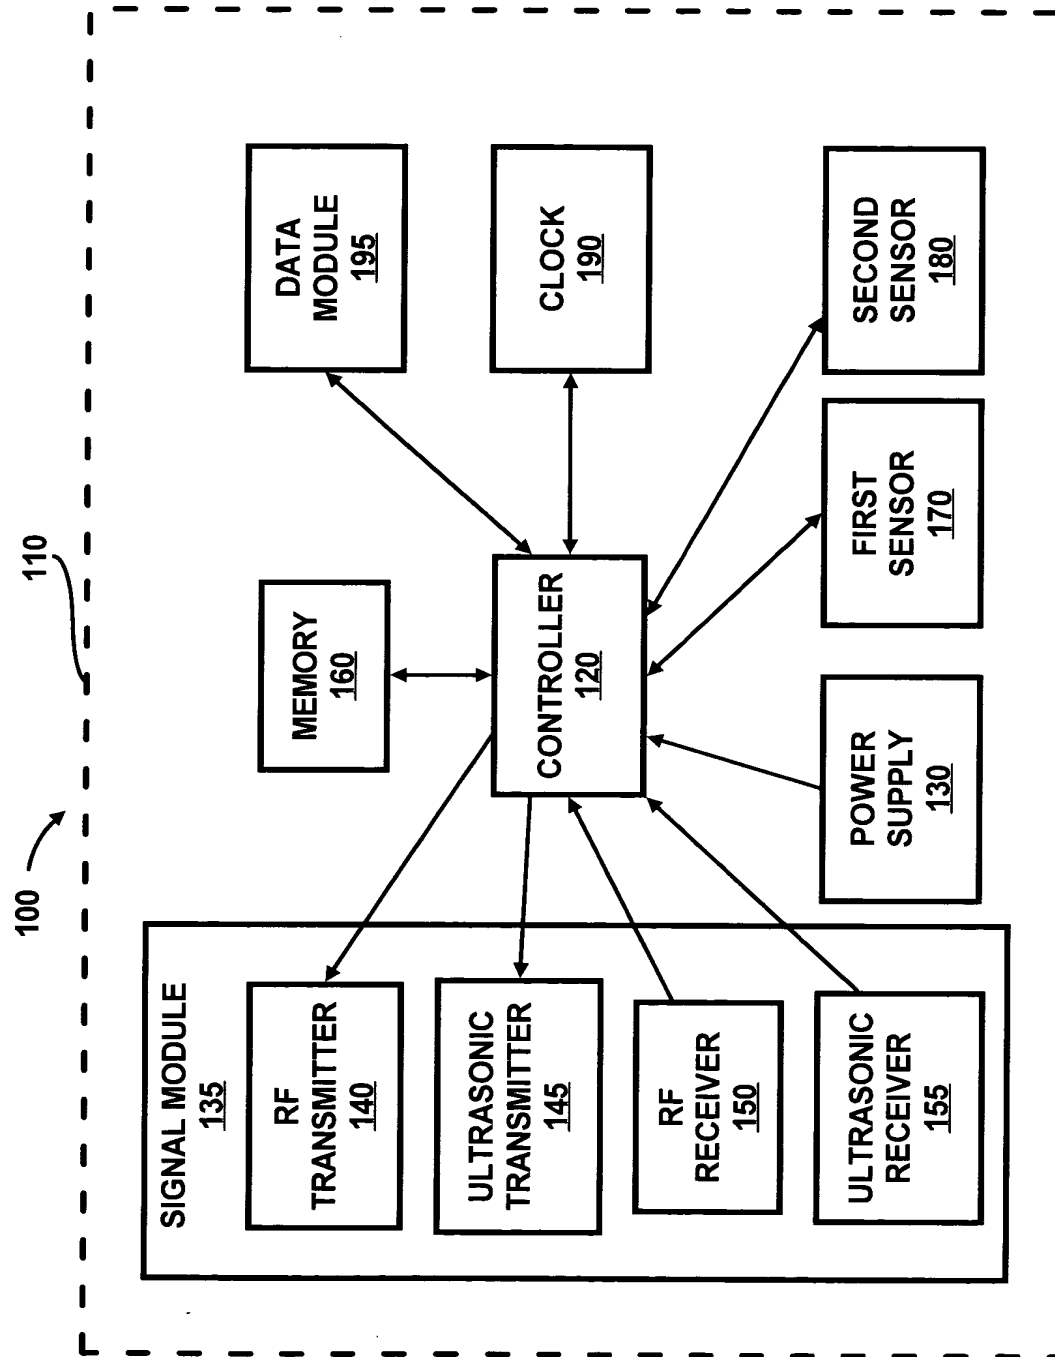 100
110
SIGNAL MODULE
135
RF
TRANSMITTER
140
ULTRASONIC
TRANSMITTER
145
RF
RECEIVER
150
ULTRASONIC
RECEIVER
155
MEMORY
160
CONTROLLER
120
POWER
SUPPLY
130
DATA
MODULE
195
CLOCK
190
FIRST
SENSOR
170
SECOND
SENSOR
180